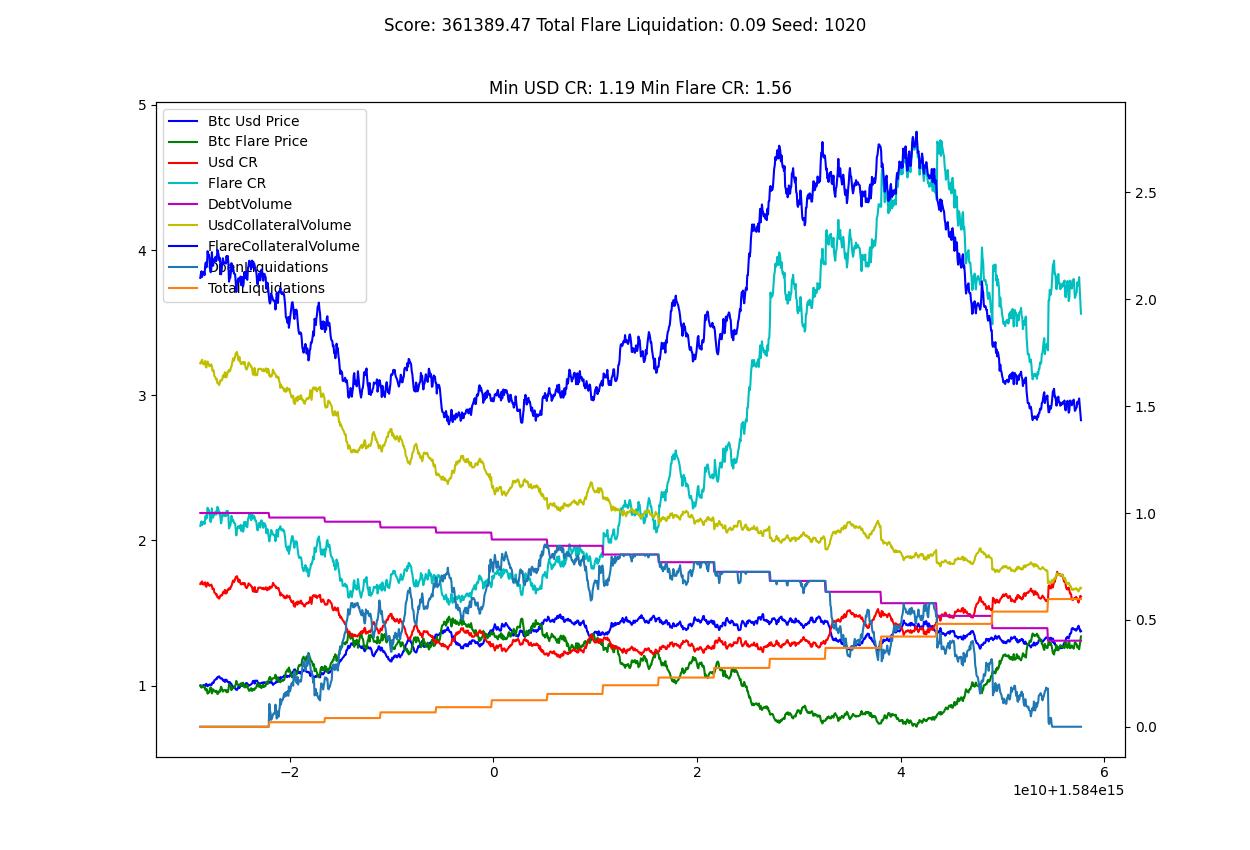 Score: 361389.47 Total Flare Liquidation: 0.09 Seed: 1020
Min USD CR: 1.19 Min Flare CR: 1.56
Btc Usd Price
Btc Flare Price
Usd CR
Flare CR
DebtVolume
UsdCollateralVolume
FlareCollateralVolume
OpenLiquidations
TotalLiquidations
5
4
3
2
1
2.5
2.0
1.5
1.0
0.5
0.0
−2
0
2
4
6
1e10+1.584e15